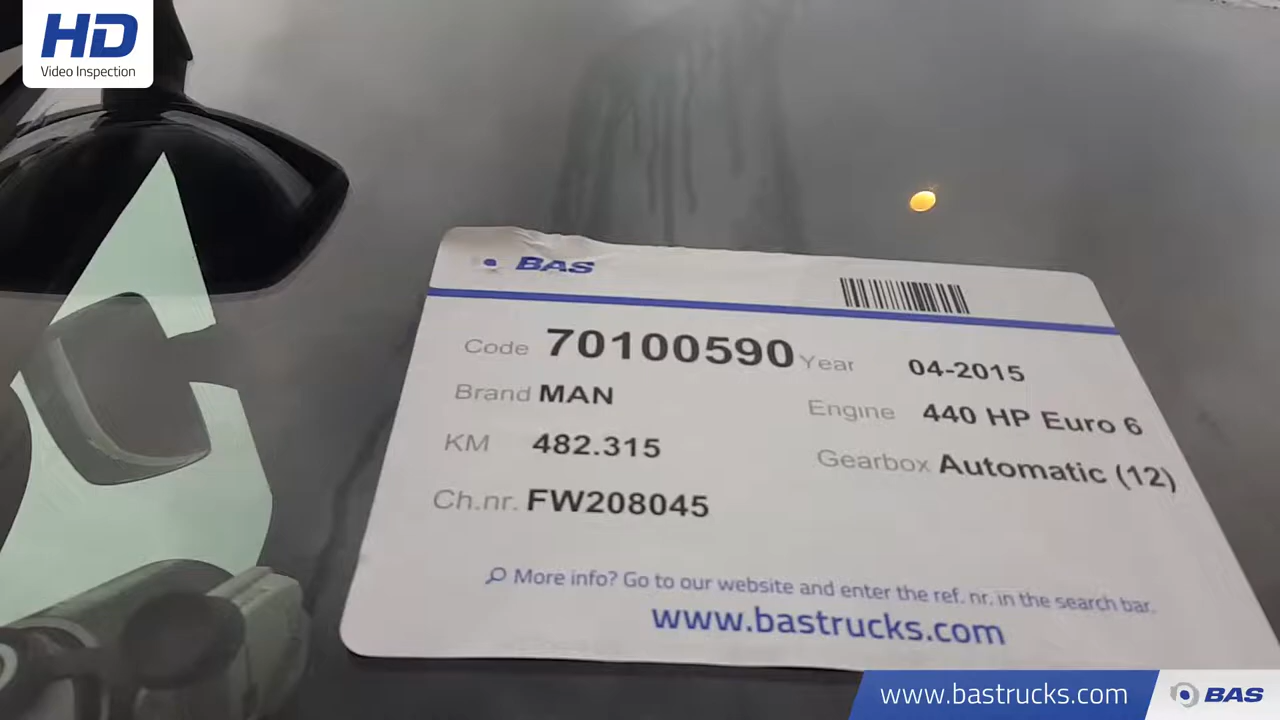 HD
Video Inspection
BAS
Code 70100590 Year 04-2015
Brand MAN Engine 440 HP Euro 6
KM 482.315 Gearbox Automatic (12)
Ch.nr. FW208045
More info? Go to our website and enter the ref. nr. in the search bar.
www.bastrucks.com
www.bastrucks.com BAS